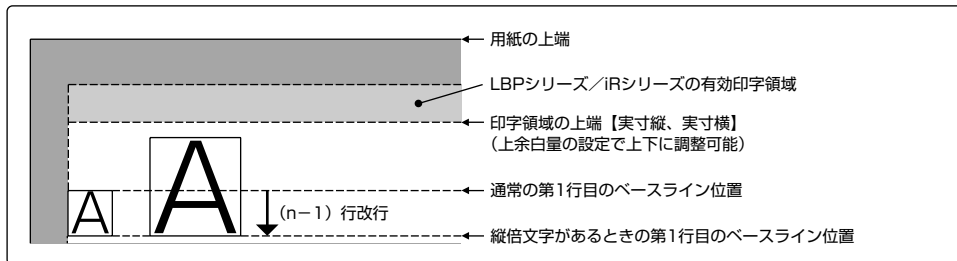 用紙の上端
LBPシリーズ／iRシリーズの有効印字領域
印字領域の上端【実寸縦、実寸横】
（上余白量の設定で上下に調整可能）
通常の第1行目のベースライン位置
A A （n－1）行改行
縦倍文字があるときの第1行目のベースライン位置